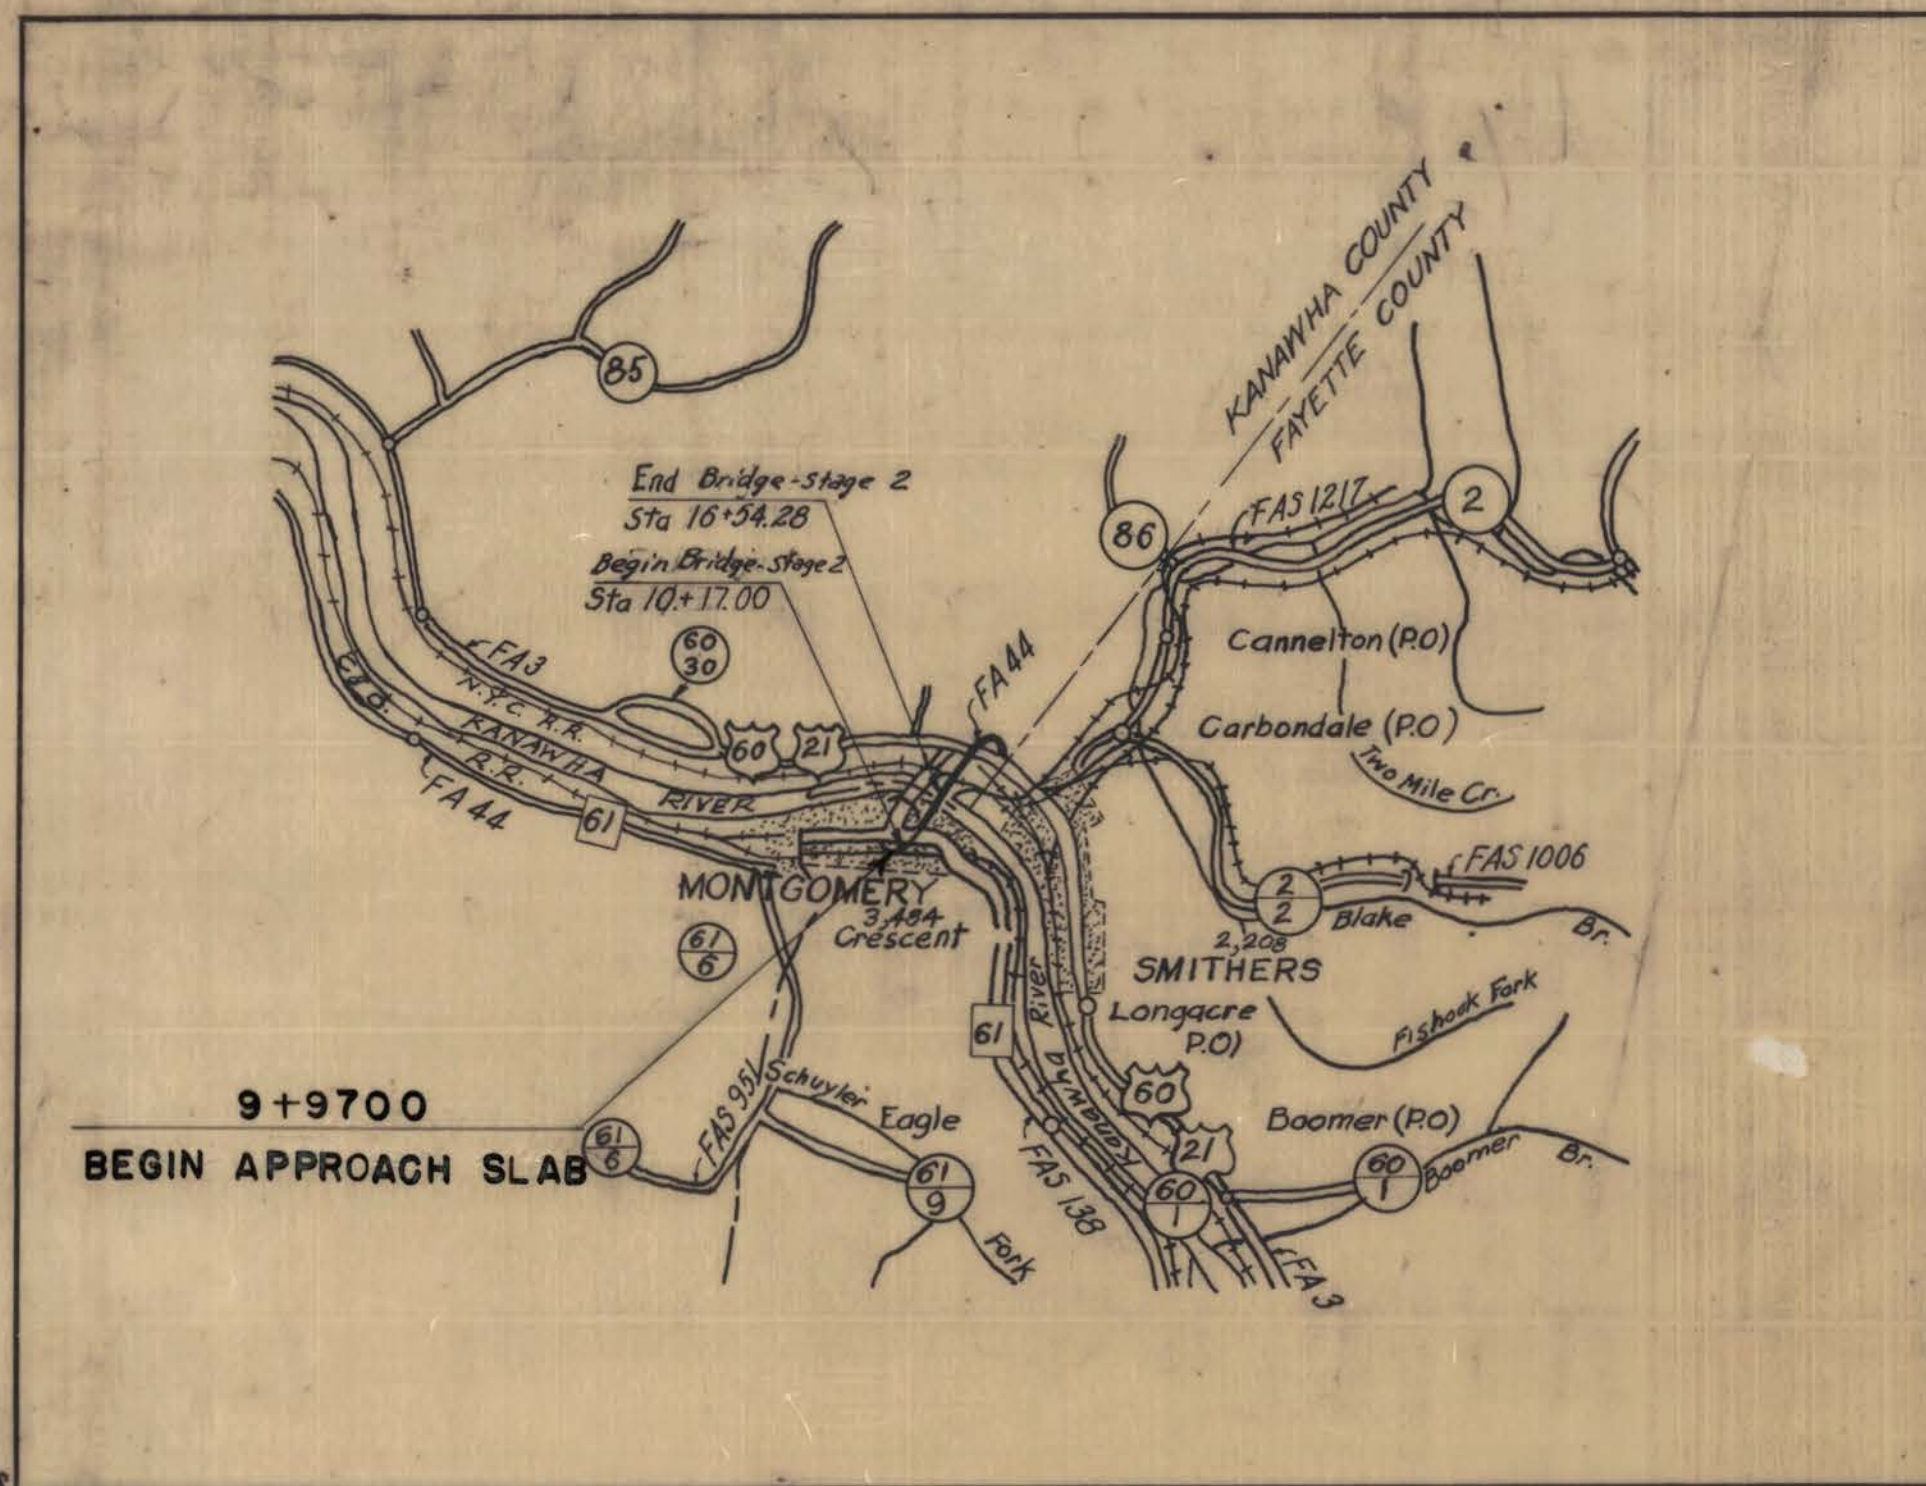 KANAWHA COUNTY
FAYETTE COUNTY
85
End Bridge-Stage 2
Sta 16+54.28
Begin Bridge-Stage 2
Sta 10+17.00
86
FAS 1217
2
60
30
FA3
N.Y.C. R.R.
C.&O.
R.R.
KANAWHA
RIVER
FA 44
FA 44
61
60
21
Cannelton (P.O)
Carbondale (P.O)
Two Mile Cr.
FAS 1006
2
2
Blake
Br.
MONTGOMERY
3,484
Crescent
61
6
2,208
SMITHERS
Longacre
P.O)
Fishook Fork
61
River
Kanawha
60
21
Boomer (P.O)
Boomer
Br.
60
1
60
1
9+9700
BEGIN APPROACH SLAB
61
6
FAS 951
Schuyler
Eagle
61
9
Fork
FAS 138
FA 3